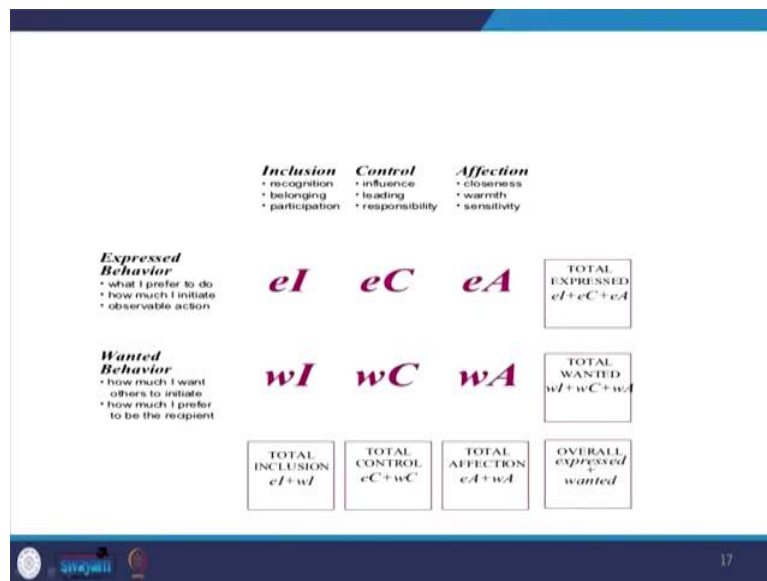 Inclusion
• recognition
• belonging
• participation
Control
• influence
• leading
• responsibility
Affection
• closeness
• warmth
• sensitivity
Expressed
Behavior
• what I prefer to do
• how much I initiate
• observable action
eI
eC
eA
TOTAL
EXPRESSED
eI+eC+eA
Wanted
Behavior
• how much I want
others to initiate
• how much I prefer
to be the recipient
wI
wC
wA
TOTAL
WANTED
wI+wC+wA
TOTAL
INCLUSION
eI+wI
TOTAL
CONTROL
eC+wC
TOTAL
AFFECTION
eA+wA
OVERALL
expressed
+
wanted
swayam
17